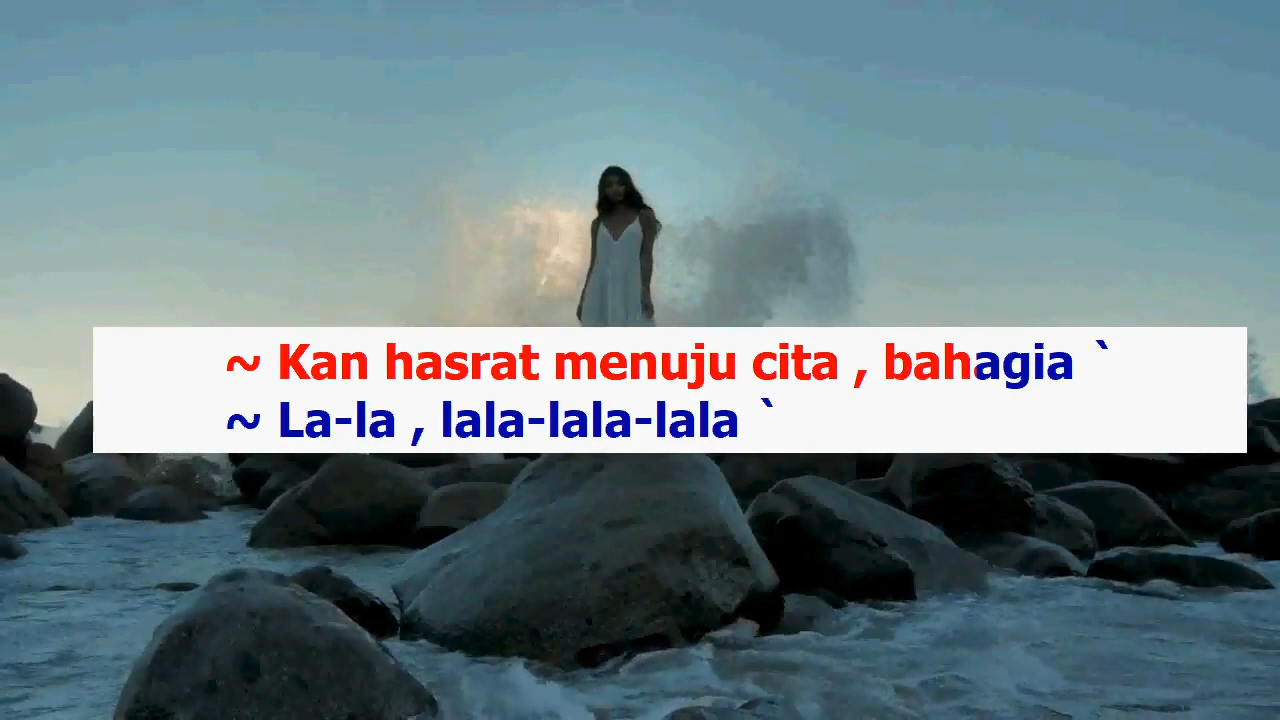 ~ Kan hasrat menuju cita , bahagia `
~ La-la , lala-lala-lala `